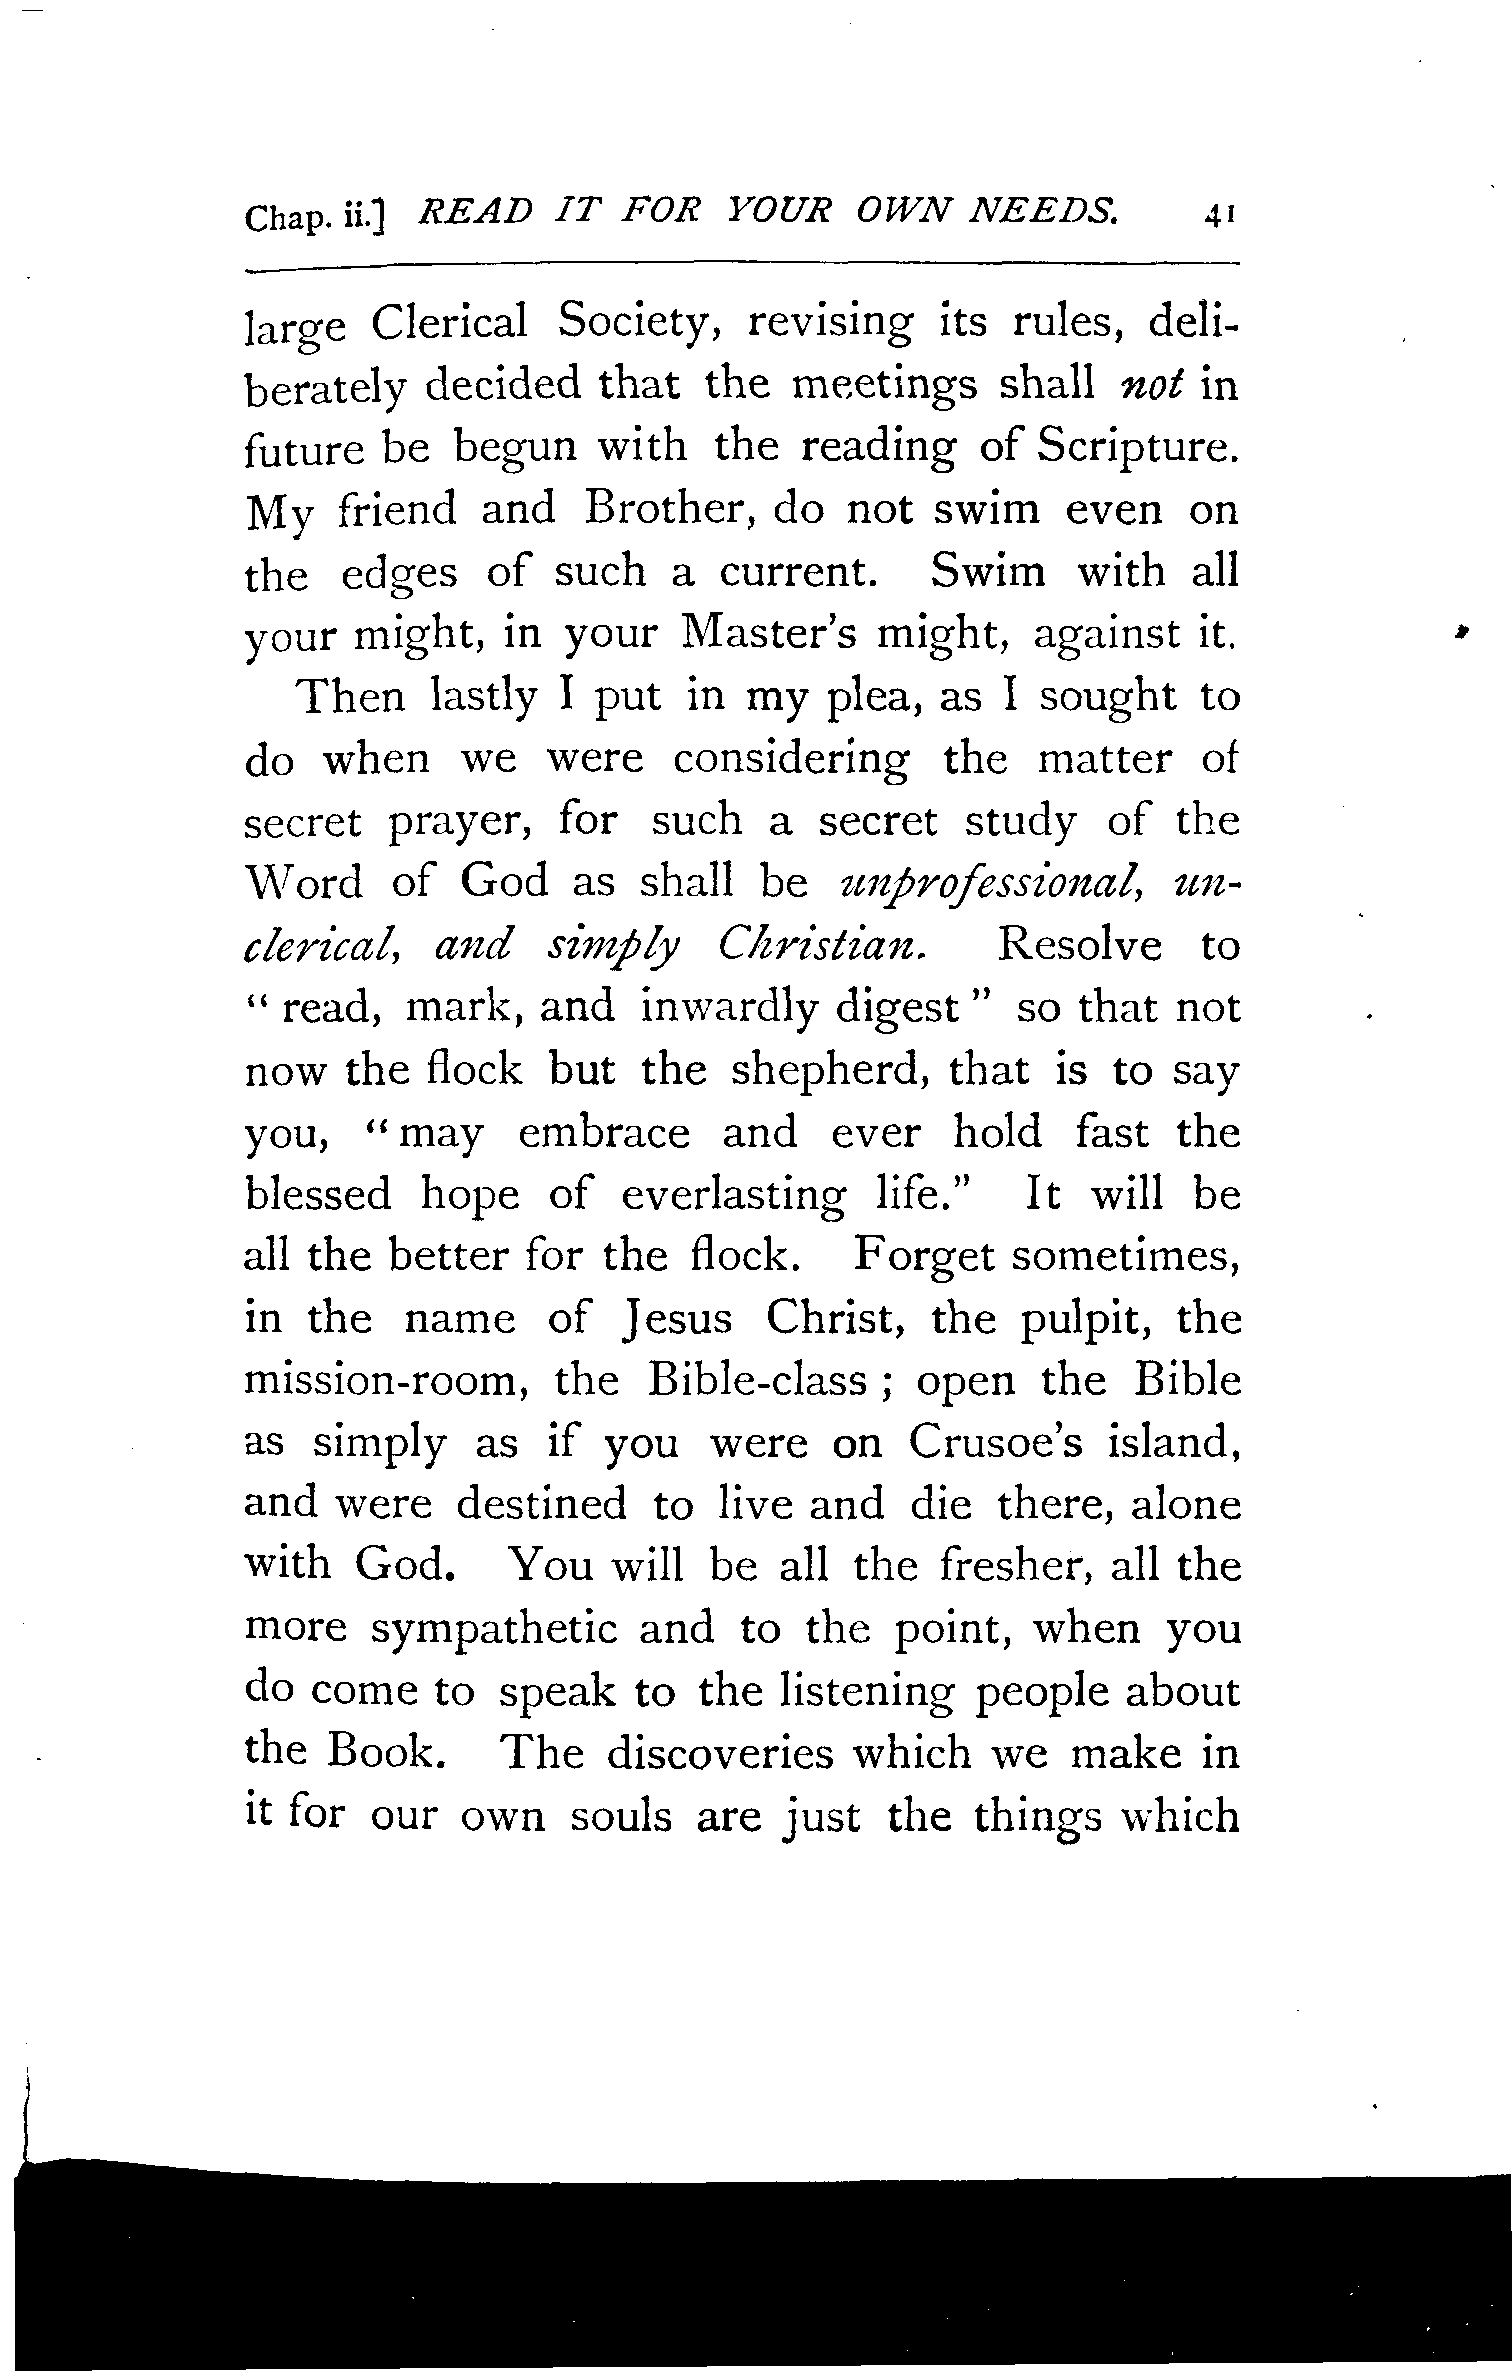 Chap. ii.] READ IT FOR YOUR OWN NEEDS. 41
large Clerical Society, revising its rules, deli-
berately decided that the meetings shall not in
future be begun with the reading of Scripture.
My friend and Brother, do not swim even on
the edges of such a current. Swim with all
your might, in your Master's might, against it.
Then lastly I put in my plea, as I sought to
do when we were considering the matter of
secret prayer, for such a secret study of the
Word of God as shall be unprofessional, un-
clerical, and simply Christian. Resolve to
“ read, mark, and inwardly digest ” so that not
now the flock but the shepherd, that is to say
you, “ may embrace and ever hold fast the
blessed hope of everlasting life.” It will be
all the better for the flock. Forget sometimes,
in the name of Jesus Christ, the pulpit, the
mission-room, the Bible-class ; open the Bible
as simply as if you were on Crusoe's island,
and were destined to live and die there, alone
with God. You will be all the fresher, all the
more sympathetic and to the point, when you
do come to speak to the listening people about
the Book. The discoveries which we make in
it for our own souls are just the things which